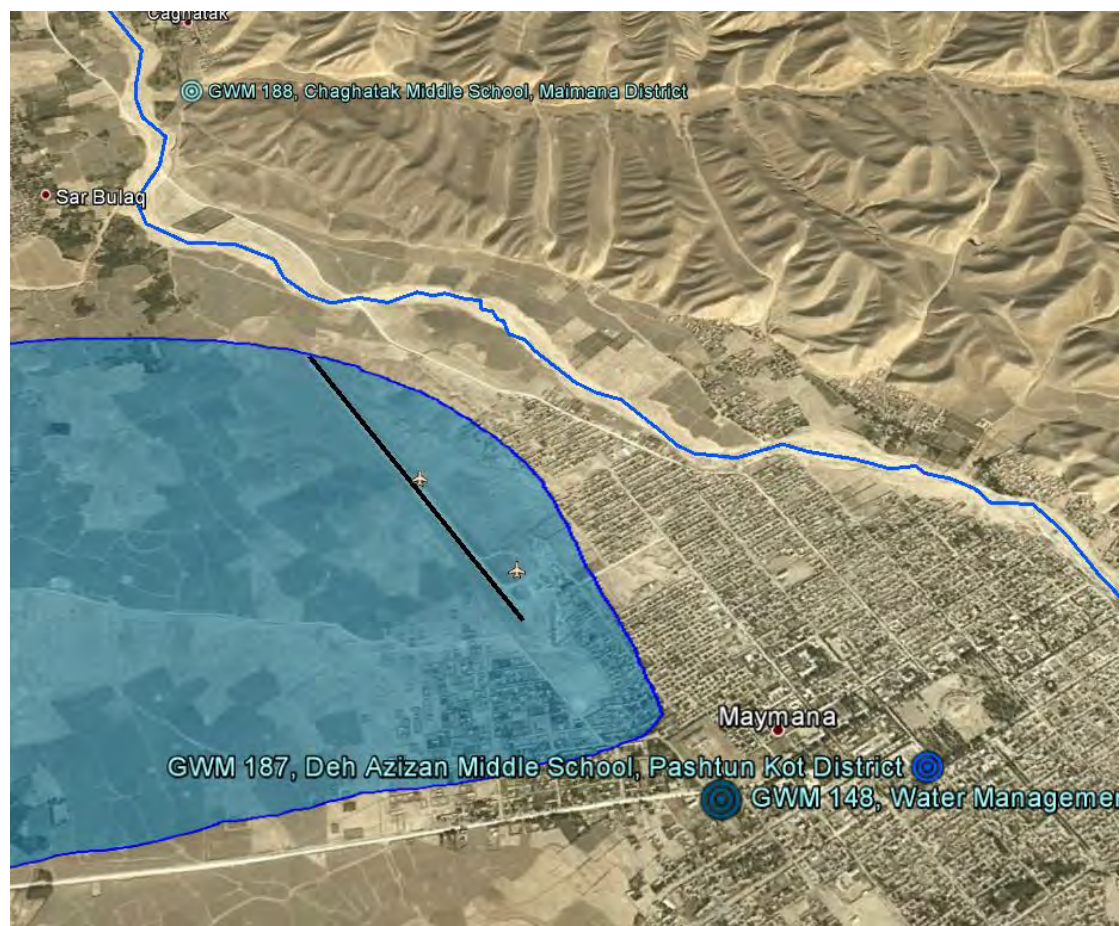 Caghatak
GWM 188, Chaghatak Middle School, Maimana District
Sar Bulaq
Maymana
GWM 187, Deh Azizan Middle School, Pashtun Kot District
GWM 148, Water Managemen